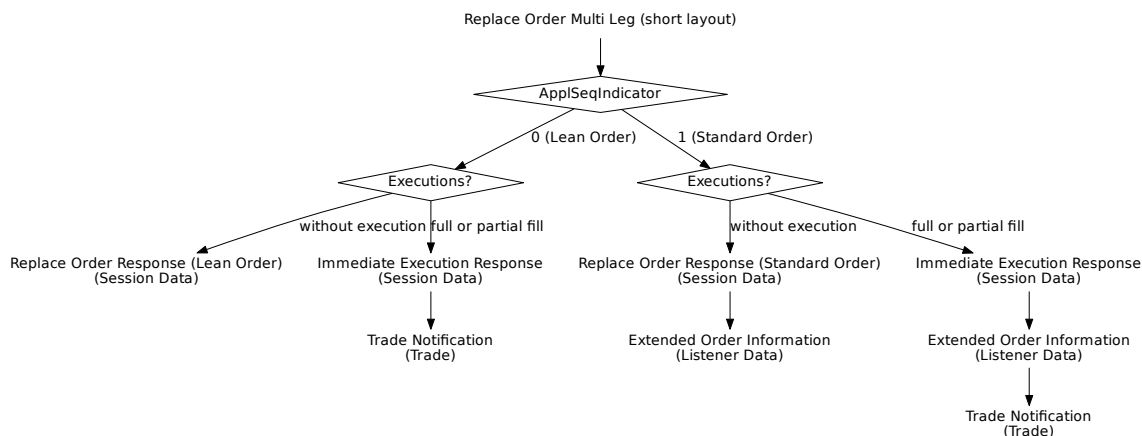 Replace Order Multi Leg (short layout)
ApplSeqIndicator
0 (Lean Order)
1 (Standard Order)
Executions?
Executions?
without execution
full or partial fill
without execution
full or partial fill
Replace Order Response (Lean Order)
(Session Data)
Immediate Execution Response
(Session Data)
Replace Order Response (Standard Order)
(Session Data)
Immediate Execution Response
(Session Data)
Trade Notification
(Trade)
Extended Order Information
(Listener Data)
Extended Order Information
(Listener Data)
Trade Notification
(Trade)